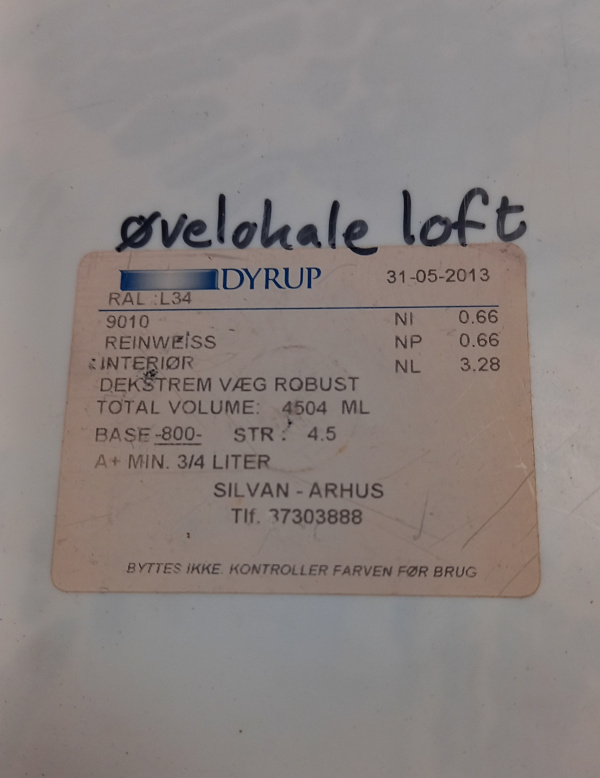 øvelokale loft
DYRUP 31-05-2013
RAL :L34
9010 NI 0.66
REINWEISS NP 0.66
INTERIØR NL 3.28
DEKSTREM VÆG ROBUST
TOTAL VOLUME: 4504 ML
BASE -800- STR : 4.5
A+ MIN. 3/4 LITER
SILVAN - ARHUS
Tlf. 37303888
BYTTES IKKE. KONTROLLER FARVEN FØR BRUG